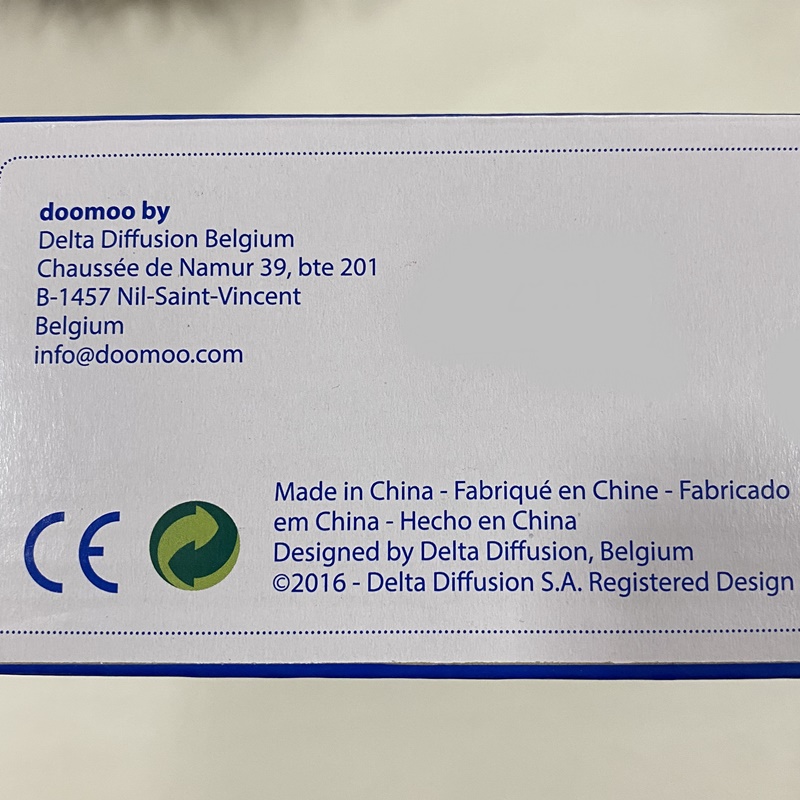 doomoo by
Delta Diffusion Belgium
Chaussée de Namur 39, bte 201
B-1457 Nil-Saint-Vincent
Belgium
info@doomoo.com
CE
Made in China - Fabriqué en Chine - Fabricado
em China - Hecho en China
Designed by Delta Diffusion, Belgium
©2016 - Delta Diffusion S.A. Registered Design